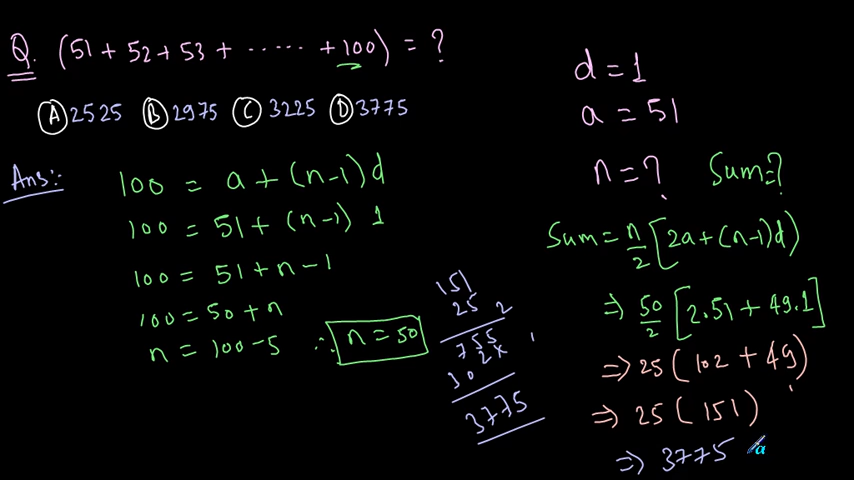 Q. (51 + 52 + 53 + ...... + 100) = ?
(A) 2525 (B) 2975 (C) 3225 (D) 3775
Ans:-
100 = a + (n-1)d
100 = 51 + (n-1) 1
100 = 51 + n - 1
100 = 50 + n
n = 100 - 5 ∴ n = 50
151
25 2
755
302x
3775
d = 1
a = 51
n = ? Sum = ?
Sum = n/2 [2a + (n-1)d)
⇒ 50/2 [2.51 + 49.1]
⇒ 25 (102 + 49)
⇒ 25 (151)
⇒ 3775